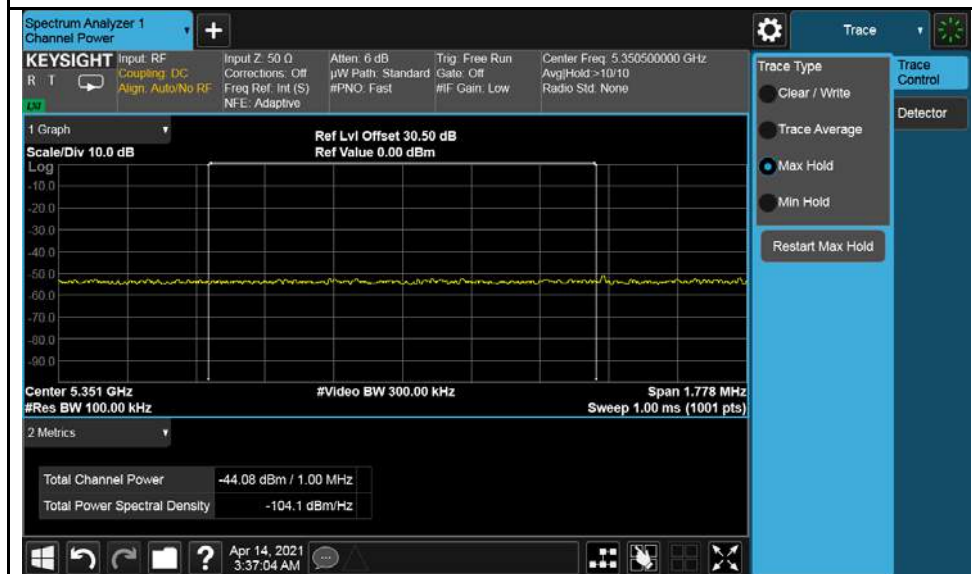 Spectrum Analyzer 1
Channel Power
+
Trace
KEYSIGHT
R T
LXI
Input: RF
Coupling: DC
Align: Auto/No RF
Input Z: 50 Ω
Corrections: Off
Freq Ref: Int (S)
NFE: Adaptive
Atten: 6 dB
µW Path: Standard
#PNO: Fast
Trig: Free Run
Gate: Off
#IF Gain: Low
Center Freq: 5.350500000 GHz
Avg|Hold:>10/10
Radio Std: None
Trace Type
Clear / Write
Trace Average
Max Hold
Min Hold
Restart Max Hold
Trace
Control
Detector
1 Graph
Scale/Div 10.0 dB
Ref Lvl Offset 30.50 dB
Ref Value 0.00 dBm
Log
-10.0
-20.0
-30.0
-40.0
-50.0
-60.0
-70.0
-80.0
-90.0
Center 5.351 GHz
#Video BW 300.00 kHz
Span 1.778 MHz
#Res BW 100.00 kHz
Sweep 1.00 ms (1001 pts)
2 Metrics
Total Channel Power -44.08 dBm / 1.00 MHz
Total Power Spectral Density -104.1 dBm/Hz
?
Apr 14, 2021
3:37:04 AM